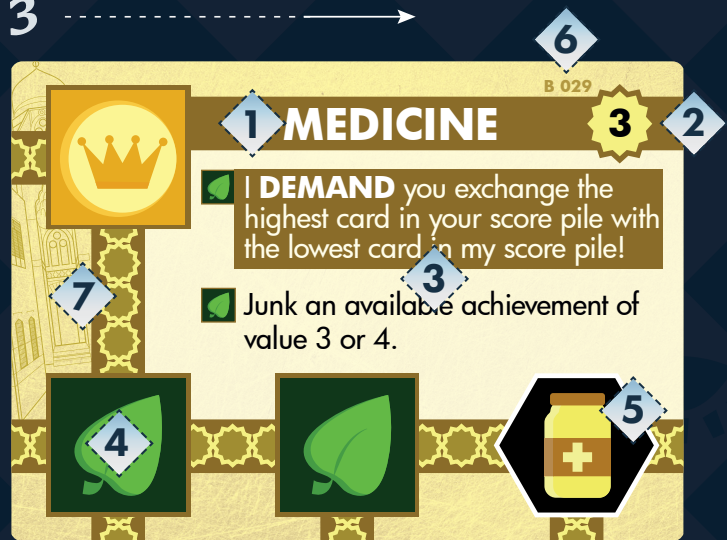 3
6
B 029
1 MEDICINE 3 2
I DEMAND you exchange the
highest card in your score pile with
the lowest card in my score pile!
3
7
Junk an available achievement of
value 3 or 4.
5
4